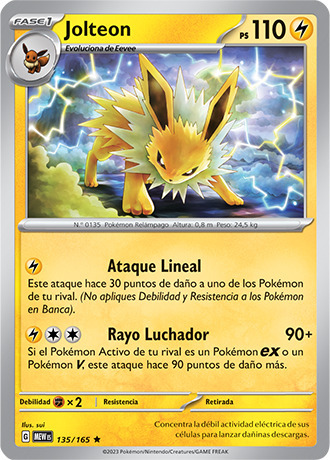 FASE 1
Jolteon
PS 110
Evoluciona de Eevee
N.º 0135 Pokémon Relámpago Altura: 0,8 m Peso: 24,5 kg
Ataque Lineal
Este ataque hace 30 puntos de daño a uno de los Pokémon
de tu rival. (No apliques Debilidad y Resistencia a los Pokémon
en Banca).
Rayo Luchador 90+
Si el Pokémon Activo de tu rival es un Pokémon ex o un
Pokémon V, este ataque hace 90 puntos de daño más.
Debilidad ×2 Resistencia Retirada
Ilus. sui
G MEW ES 135/165 ★
Concentra la débil actividad eléctrica de sus
células para lanzar dañinas descargas.
©2023 Pokémon/Nintendo/Creatures/GAME FREAK